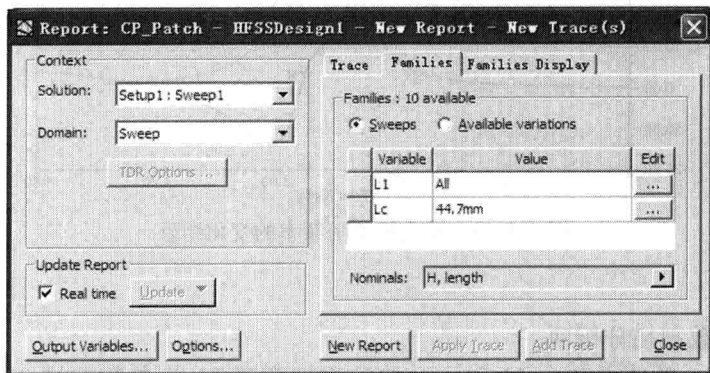 Report: CP_Patch - HFSSDesign1 - New Report - New Trace(s)
Context
Solution: Setup1 : Sweep1
Domain: Sweep
TDR Options ...
Update Report
Real time Update
Output Variables... Options...
Trace Families Families Display
Families : 10 available
Sweeps Available variations
Variable Value Edit
L1 All ...
Lc 44.7mm ...
Nominals: H, length
New Report Apply Trace Add Trace Close